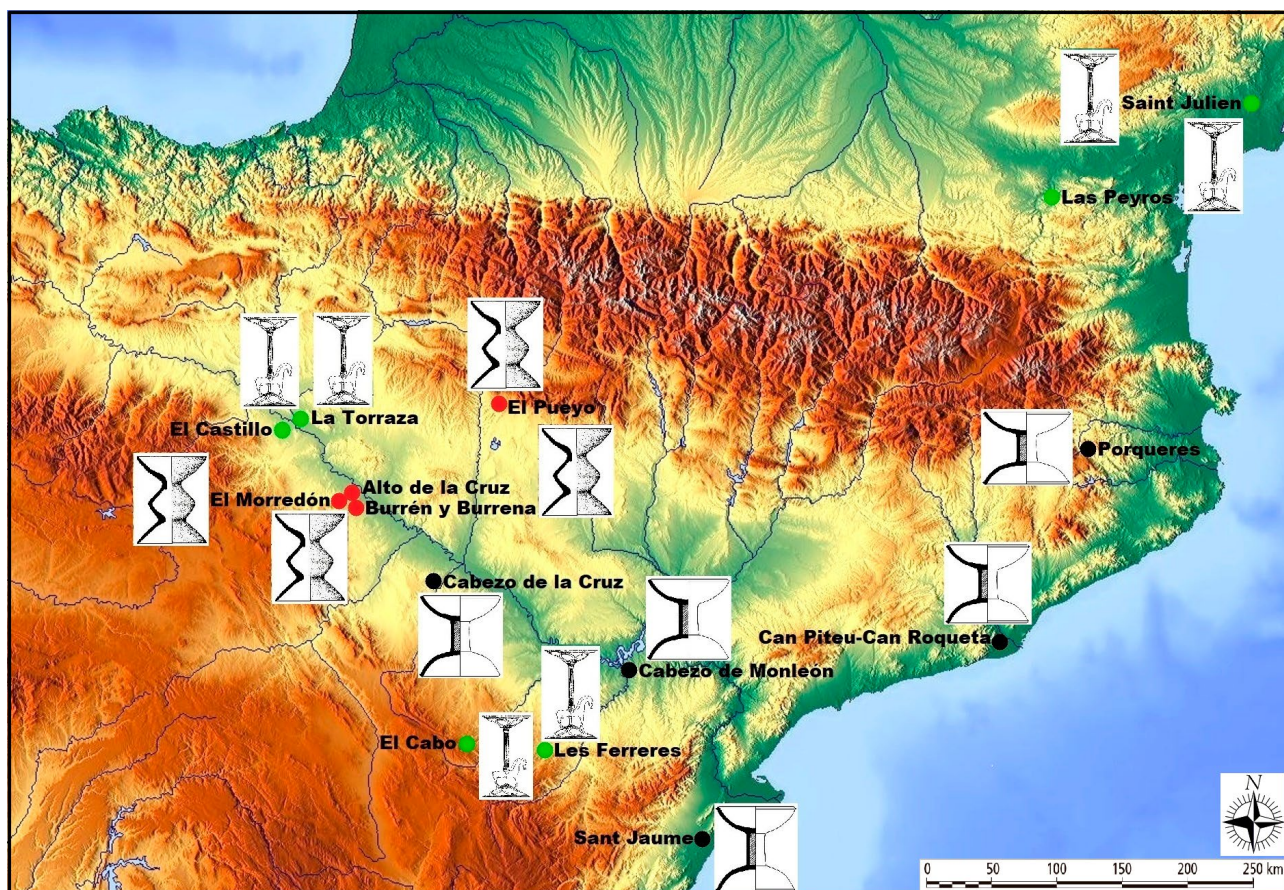 Saint Julien
Las Peyros
El Pueyo
La Torraza
El Castillo
Porqueres
Alto de la Cruz
El Morredón
Burrén y Burrena
Cabezo de la Cruz
Can Piteu-Can Roqueta
Cabezo de Monleón
El Cabo
Les Ferreres
Sant Jaume
N
0 50 100 150 200 250 km